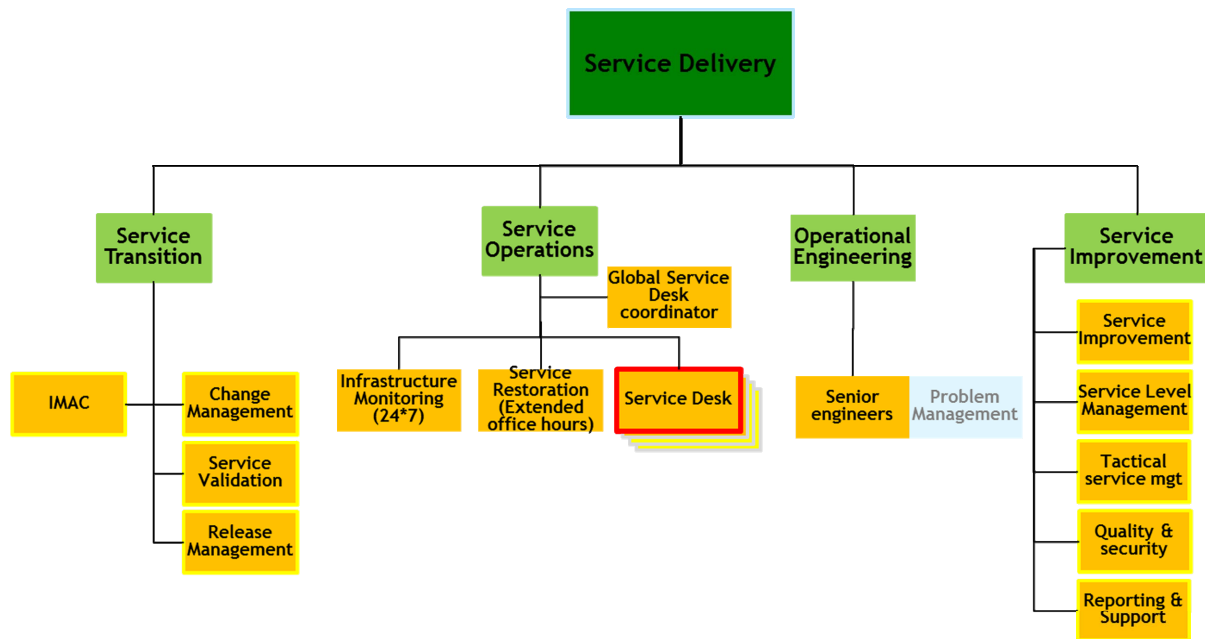 Service Delivery
Service
Transition
Service
Operations
Operational
Engineering
Service
Improvement
Global Service
Desk
coordinator
IMAC
Change
Management
Service
Validation
Release
Management
Infrastructure
Monitoring
(24*7)
Service
Restoration
(Extended
office hours)
Service Desk
Senior
engineers
Problem
Management
Service
Improvement
Service Level
Management
Tactical
service mgt
Quality &
security
Reporting &
Support